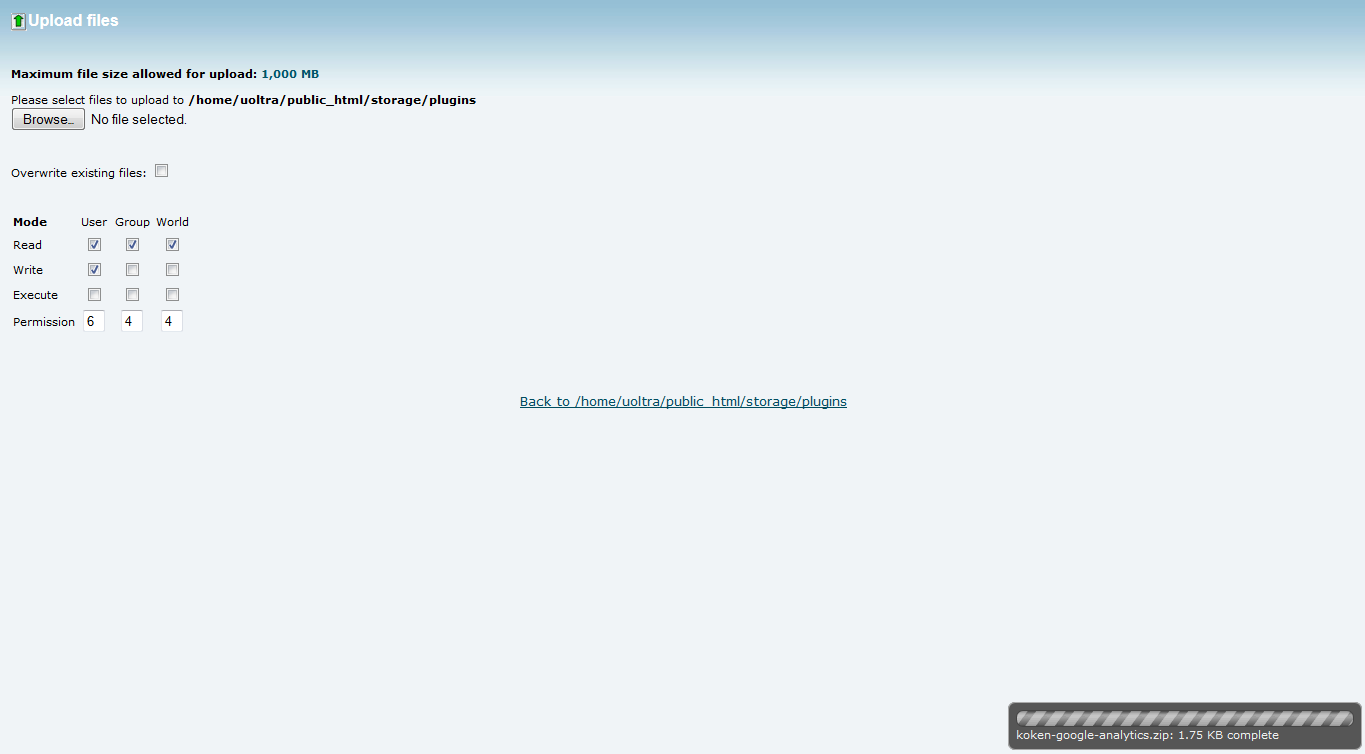 Upload files
Maximum file size allowed for upload: 1,000 MB
Please select files to upload to /home/uoltra/public_html/storage/plugins
Browse... No file selected.
Overwrite existing files:
Mode User Group World
Read
Write
Execute
Permission 6 4 4
Back to /home/uoltra/public_html/storage/plugins
koken-google-analytics.zip: 1.75 KB complete